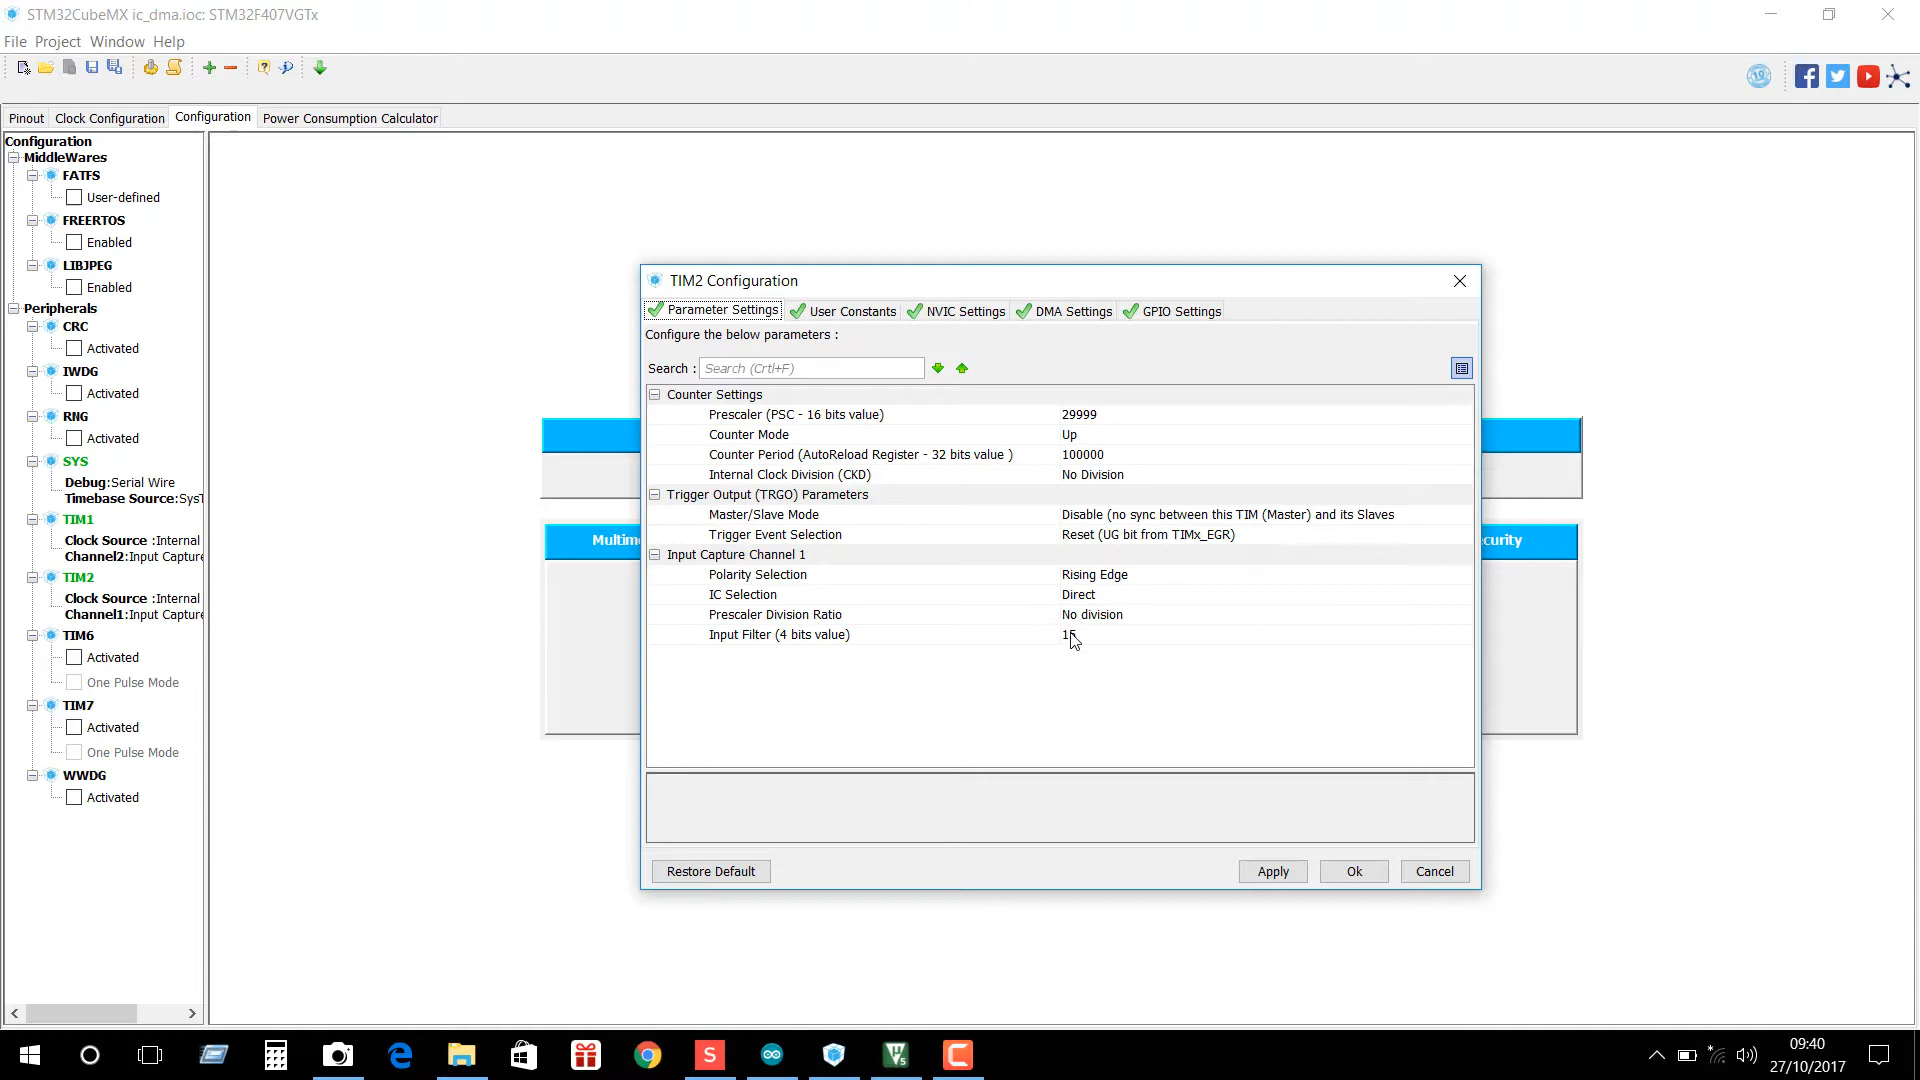 STM32CubeMX ic_dma.ioc: STM32F407VGTx
File Project Window Help
10
Pinout Clock Configuration Configuration Power Consumption Calculator
Configuration
MiddleWares
FATFS
User-defined
FREERTOS
Enabled
LIBJPEG
Enabled
Peripherals
CRC
Activated
IWDG
Activated
RNG
Activated
SYS
Debug:Serial Wire
Timebase Source:SysT
TIM1
Clock Source :Internal
Channel2:Input Capture
TIM2
Clock Source :Internal
Channel1:Input Capture
TIM6
Activated
One Pulse Mode
TIM7
Activated
One Pulse Mode
WWDG
Activated
Multim
curity
TIM2 Configuration
Parameter Settings User Constants NVIC Settings DMA Settings GPIO Settings
Configure the below parameters :
Search : Search (Crtl+F)
Counter Settings
Prescaler (PSC - 16 bits value) 29999
Counter Mode Up
Counter Period (AutoReload Register - 32 bits value ) 100000
Internal Clock Division (CKD) No Division
Trigger Output (TRGO) Parameters
Master/Slave Mode Disable (no sync between this TIM (Master) and its Slaves
Trigger Event Selection Reset (UG bit from TIMx_EGR)
Input Capture Channel 1
Polarity Selection Rising Edge
IC Selection Direct
Prescaler Division Ratio No division
Input Filter (4 bits value) 15
Restore Default Apply Ok Cancel
09:40
27/10/2017